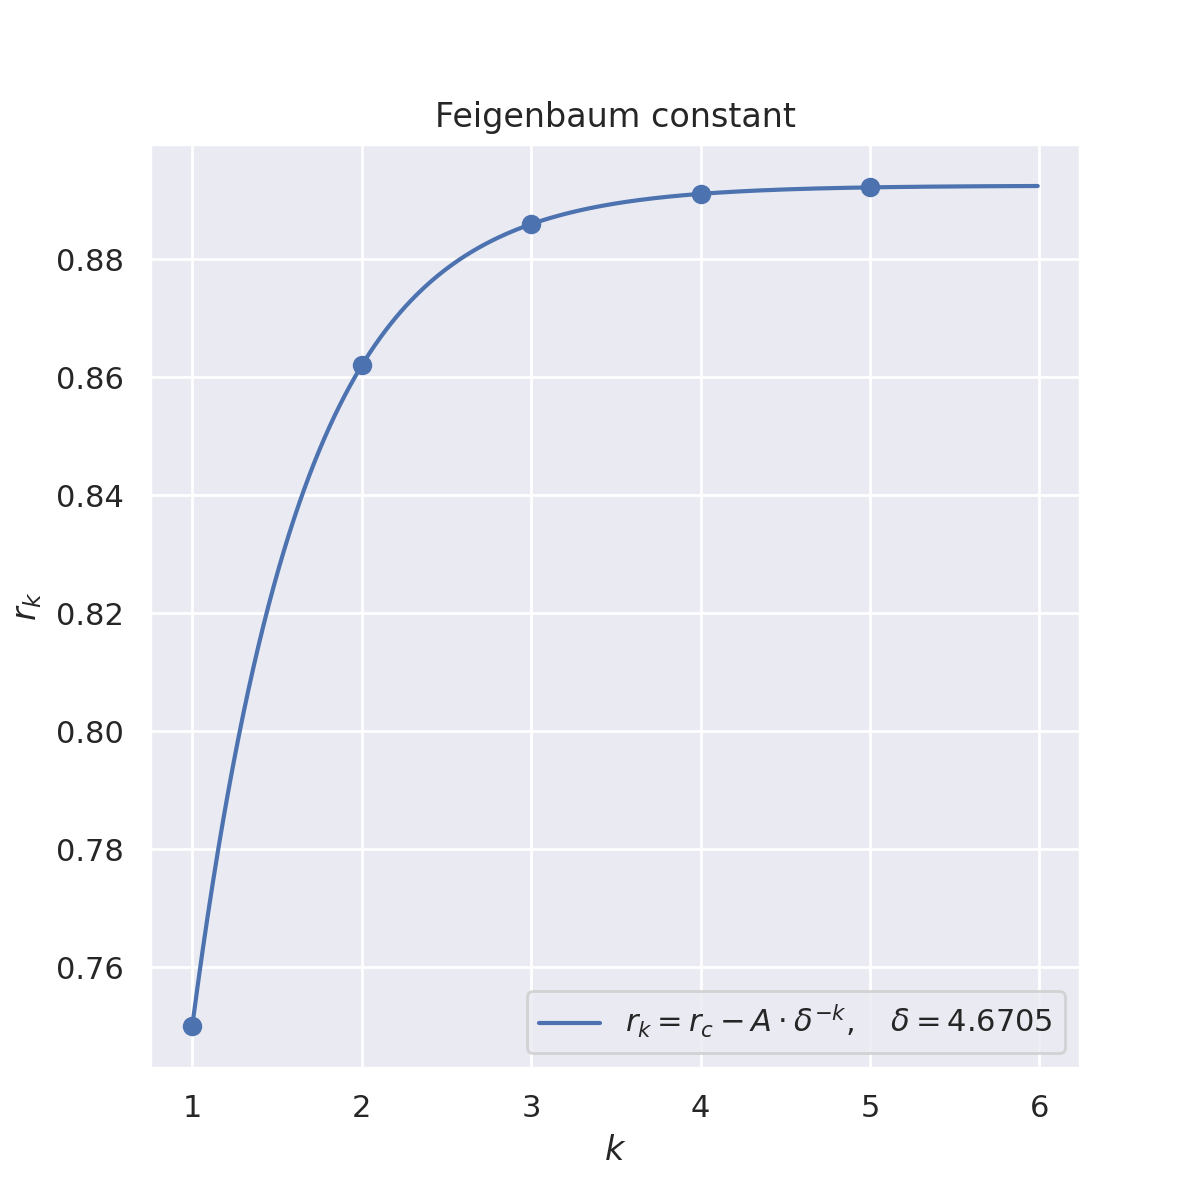 Feigenbaum constant
0.88
0.86
0.84
0.82
0.80
0.78
0.76
r_k
r_k = r_c − A · δ^{−k}, δ = 4.6705
1 2 3 4 5 6
k